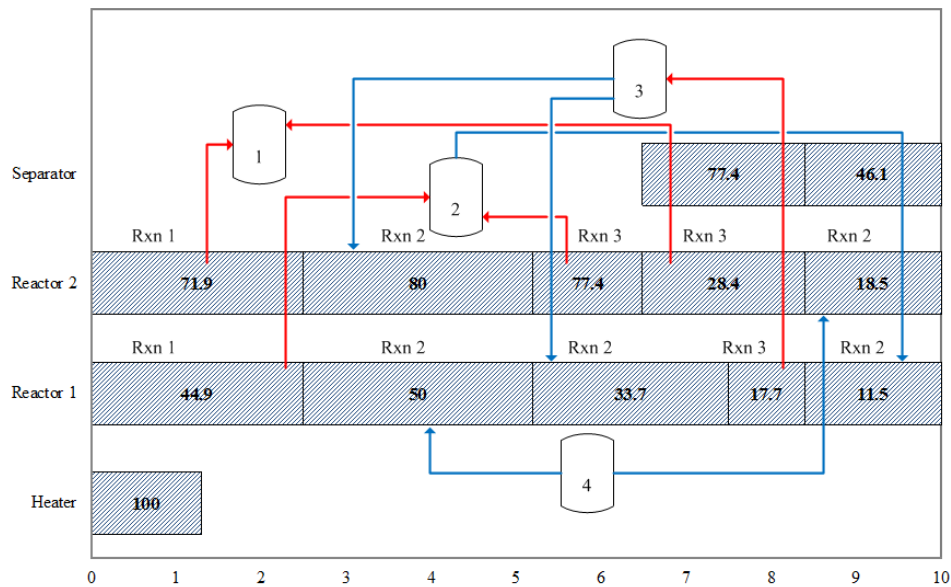 3
1
Separator
77.4
46.1
2
Rxn 1
Rxn 2
Rxn 3
Rxn 3
Rxn 2
Reactor 2
71.9
80
77.4
28.4
18.5
Rxn 1
Rxn 2
Rxn 2
Rxn 3
Rxn 2
Reactor 1
44.9
50
33.7
17.7
11.5
4
Heater
100
0 1 2 3 4 5 6 7 8 9 10